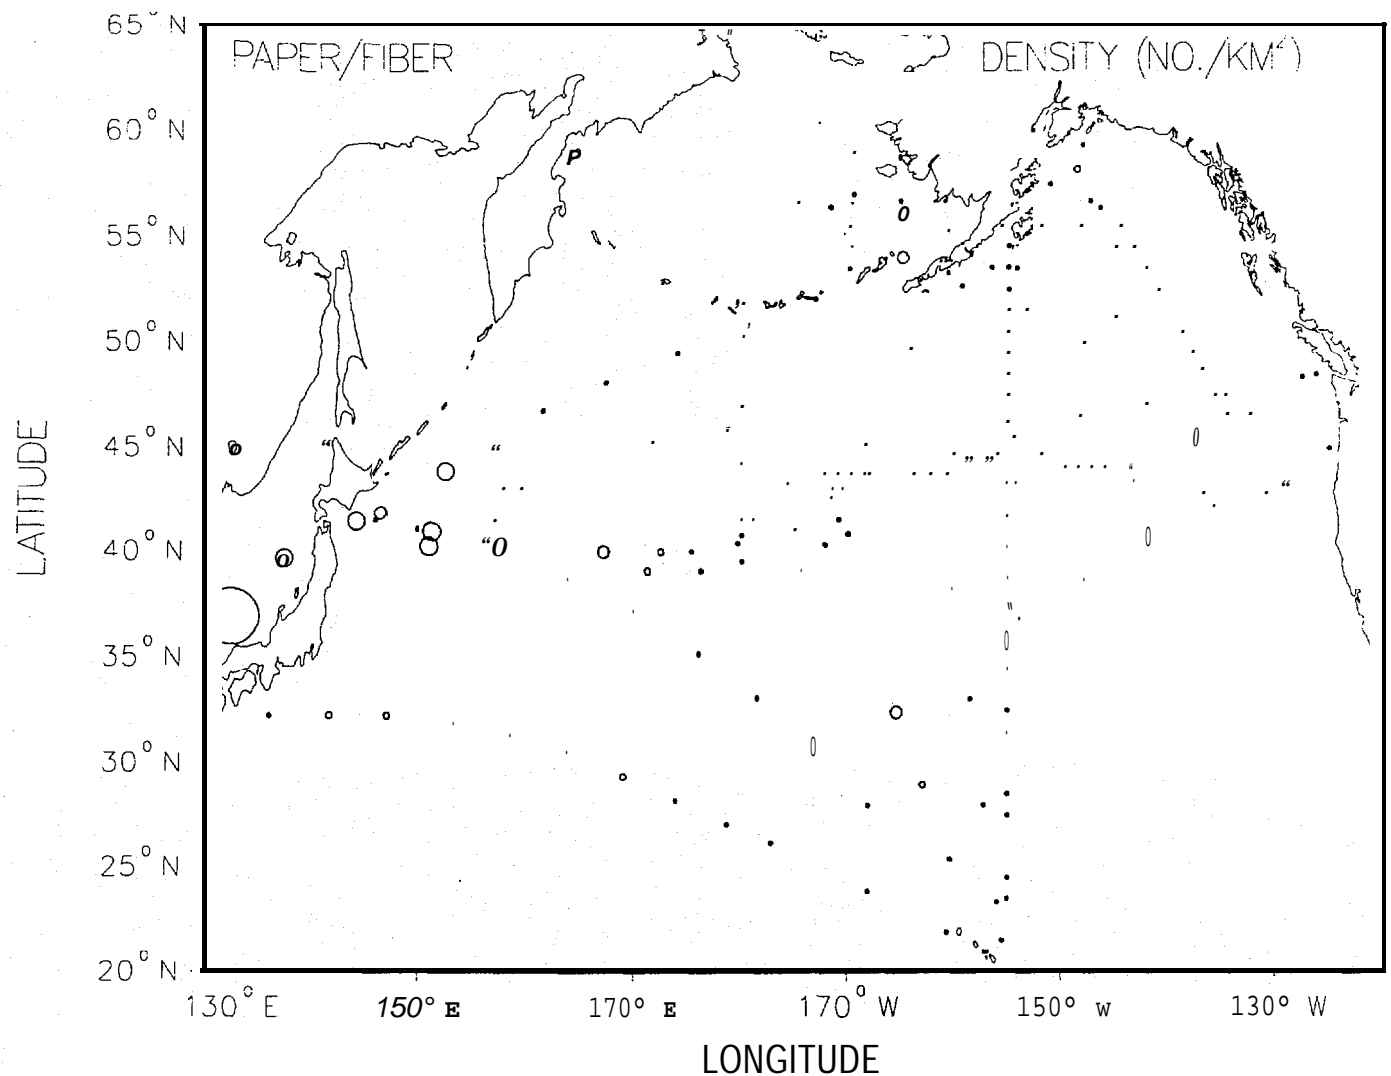 65° N
PAPER/FIBER
DENSITY (NO./KM²)
60° N
P
55° N
0
50° N
LATITUDE
45° N
40° N
"0
35° N
30° N
25° N
20° N
130° E
150° E
170° E
170° W
150° W
130° W
LONGITUDE